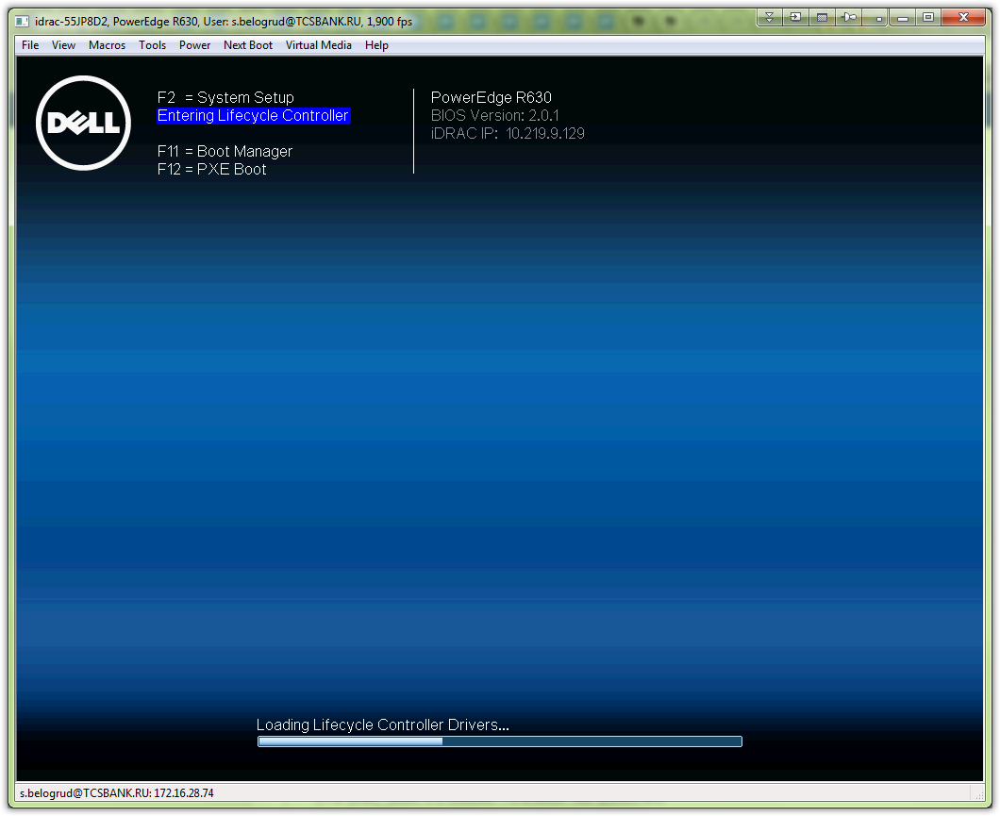 idrac-55JP8D2, PowerEdge R630, User: s.belogrud@TCSBANK.RU, 1,900 fps
File View Macros Tools Power Next Boot Virtual Media Help
DELL
F2 = System Setup
Entering Lifecycle Controller
F11 = Boot Manager
F12 = PXE Boot
PowerEdge R630
BIOS Version: 2.0.1
iDRAC IP: 10.219.9.129
Loading Lifecycle Controller Drivers...
s.belogrud@TCSBANK.RU: 172.16.28.74